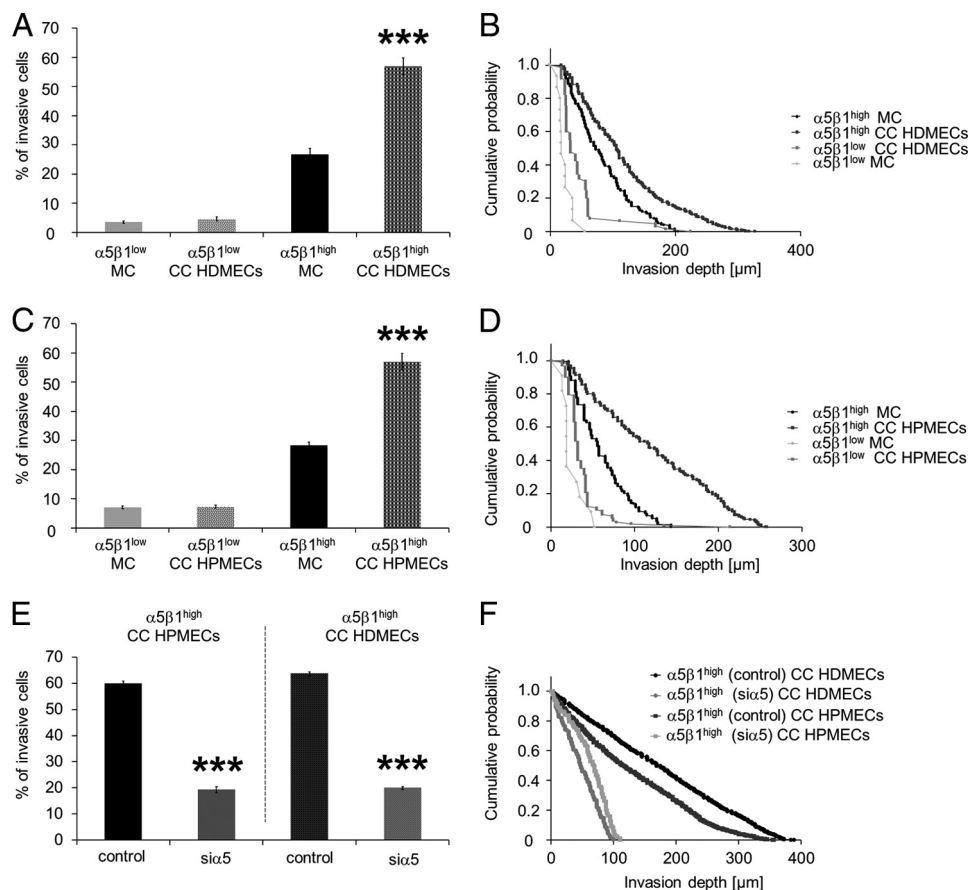 A
% of invasive cells
70
60
50
40
30
20
10
0
***
α5β1low MC
α5β1low CC HDMECs
α5β1high MC
α5β1high CC HDMECs
B
Cumulative probability
1.0
0.8
0.6
0.4
0.2
0
0 200 400
Invasion depth [µm]
α5β1high MC
α5β1high CC HDMECs
α5β1low CC HDMECs
α5β1low MC
C
% of invasive cells
70
60
50
40
30
20
10
0
***
α5β1low MC
α5β1low CC HPMECs
α5β1high MC
α5β1high CC HPMECs
D
Cumulative probability
1.0
0.8
0.6
0.4
0.2
0
0 100 200 300
Invasion depth [µm]
α5β1high MC
α5β1high CC HPMECs
α5β1low MC
α5β1low CC HPMECs
E
α5β1high CC HPMECs
α5β1high CC HDMECs
% of invasive cells
70
60
50
40
30
20
10
0
*** ***
control siα5 control siα5
F
Cumulative probability
1.0
0.8
0.6
0.4
0.2
0
0 100 200 300 400
Invasion depth [µm]
α5β1high (control) CC HDMECs
α5β1high (siα5) CC HDMECs
α5β1high (control) CC HPMECs
α5β1high (siα5) CC HPMECs